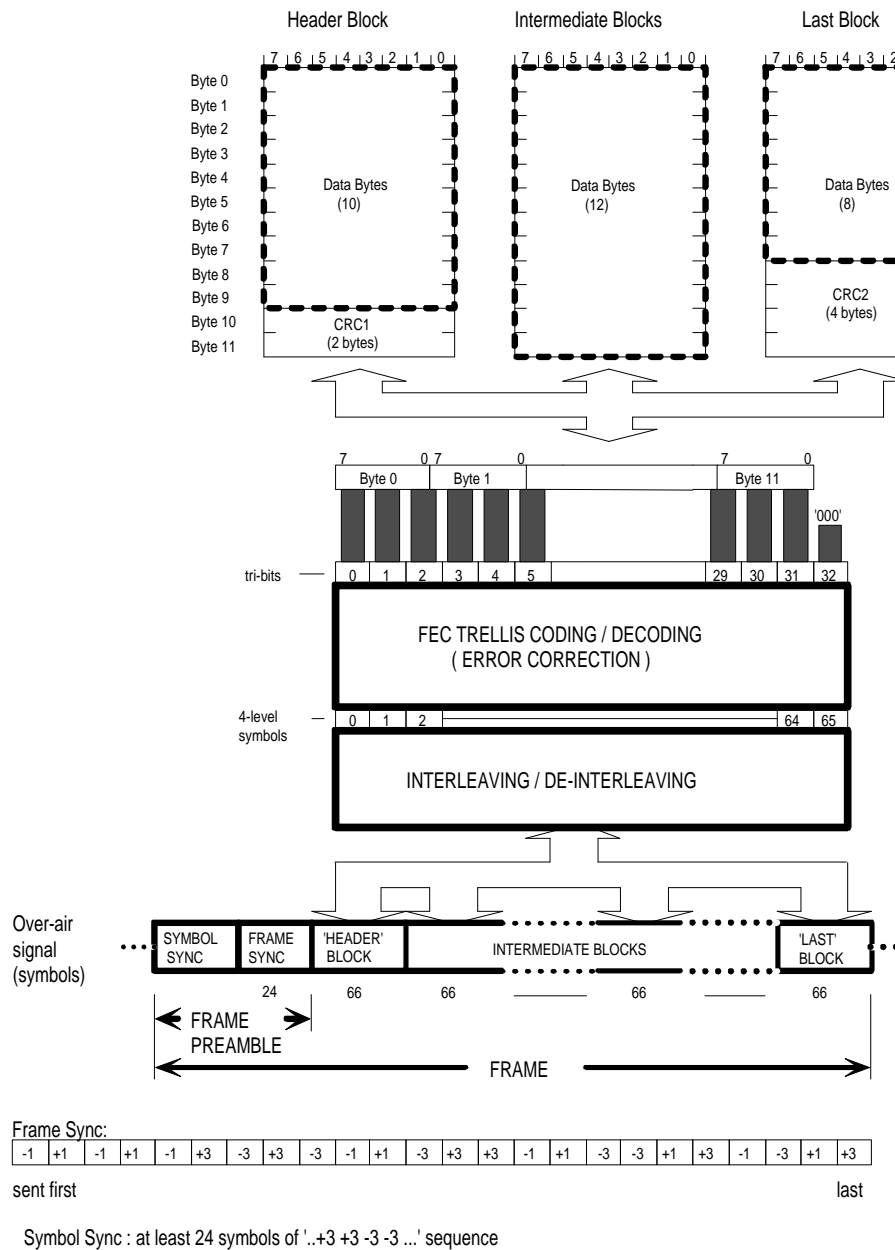 Header Block Intermediate Blocks Last Block
7 6 5 4 3 2 1 0 7 6 5 4 3 2 1 0 7 6 5 4 3 2
Byte 0
Byte 1
Byte 2
Byte 3
Byte 4
Byte 5
Byte 6
Byte 7
Byte 8
Byte 9
Byte 10
Byte 11
Data Bytes
(10)
CRC1
(2 bytes)
Data Bytes
(12)
Data Bytes
(8)
CRC2
(4 bytes)
7 0 7 0 7 0
Byte 0 Byte 1 Byte 11
'000'
tri-bits 0 1 2 3 4 5 29 30 31 32
FEC TRELLIS CODING / DECODING
( ERROR CORRECTION )
4-level
symbols
0 1 2 64 65
INTERLEAVING / DE-INTERLEAVING
Over-air
signal
(symbols)
SYMBOL
SYNC
FRAME
SYNC
'HEADER'
BLOCK
INTERMEDIATE BLOCKS
'LAST'
BLOCK
24 66 66 66 66
FRAME
PREAMBLE
FRAME
Frame Sync:
-1 +1 -1 +1 -1 +3 -3 +3 -3 -1 +1 -3 +3 +3 -1 +1 -3 -3 +1 +3 -1 -3 +1 +3
sent first last
Symbol Sync : at least 24 symbols of '..+3 +3 -3 -3 ...' sequence